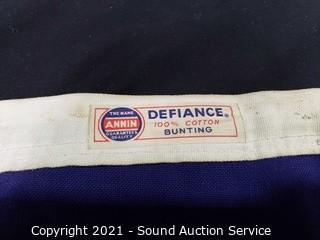 THE NAME
ANNIN
GUARANTEES
QUALITY
DEFIANCE®
100% COTTON
BUNTING
Copyright 2021 - Sound Auction Service